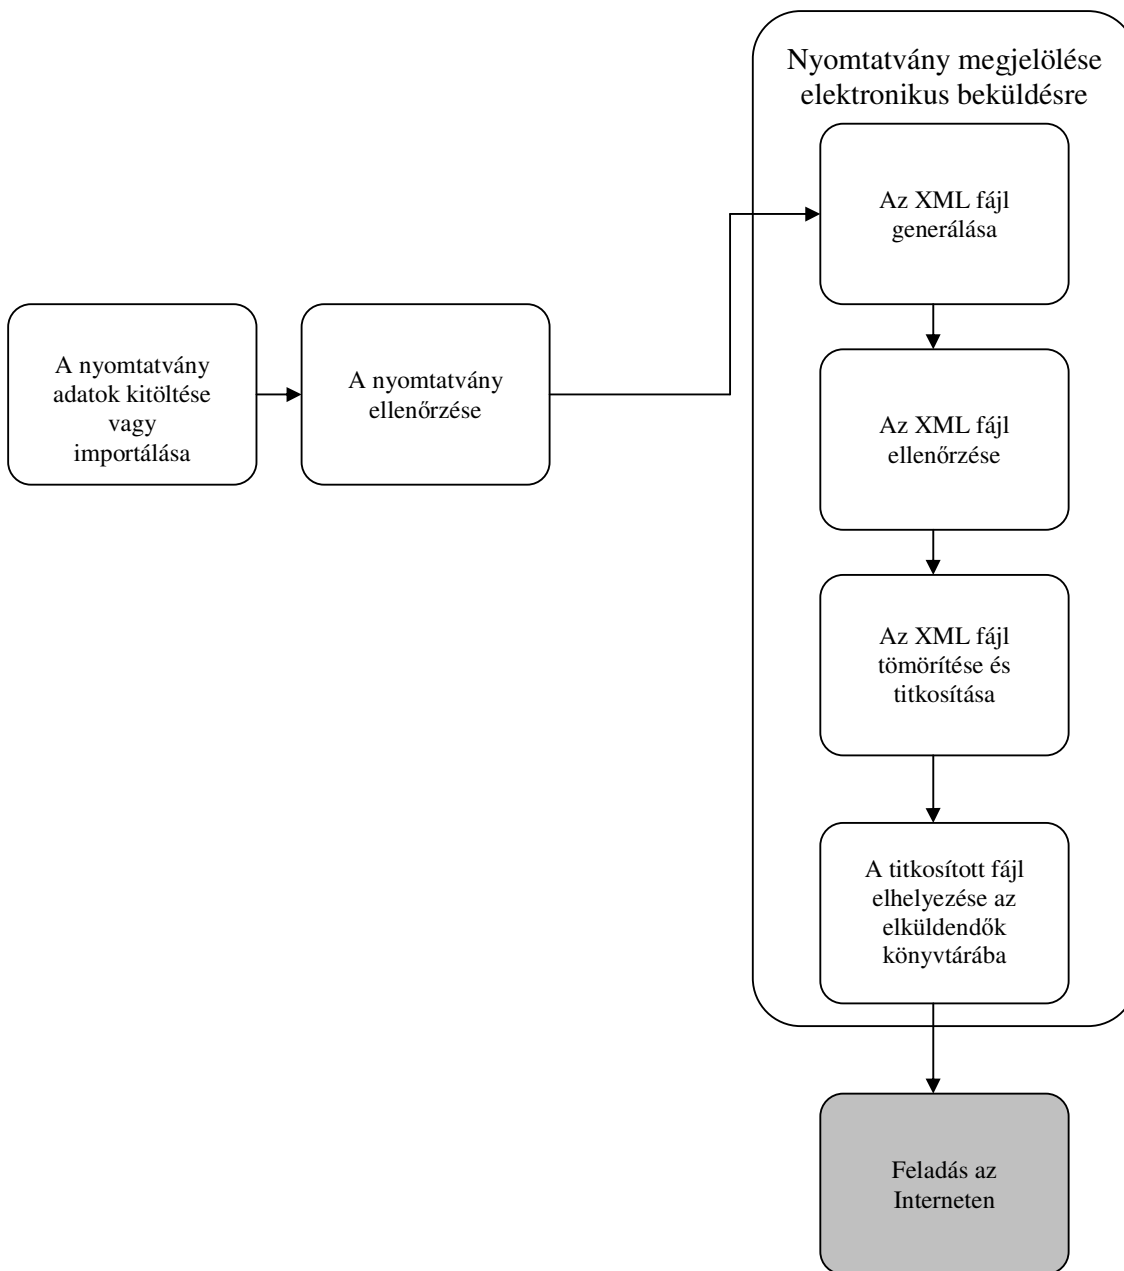 Nyomtatvány megjelölése
elektronikus beküldésre
Az XML fájl
generálása
A nyomtatvány
adatok kitöltése
vagy
importálása
A nyomtatvány
ellenőrzése
Az XML fájl
ellenőrzése
Az XML fájl
tömörítése és
titkosítása
A titkosított fájl
elhelyezése az
elküldendők
könyvtárába
Feladás az
Interneten